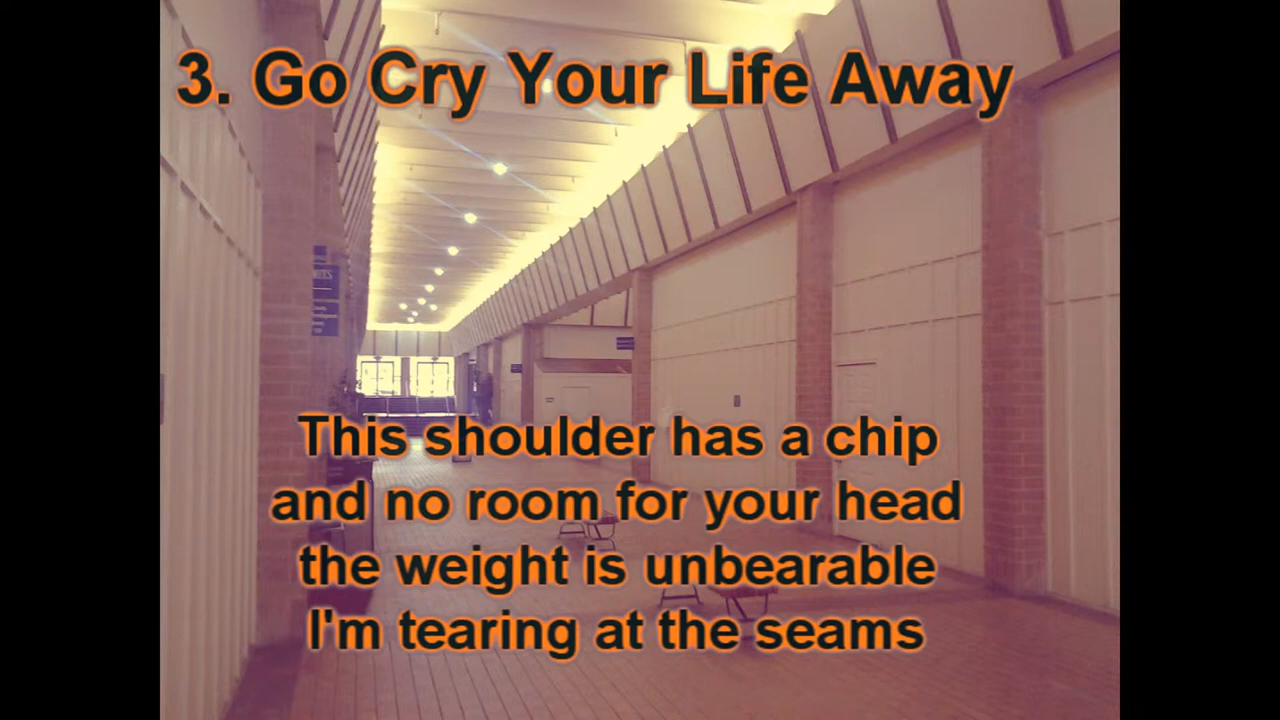 3. Go Cry Your Life Away
This shoulder has a chip
and no room for your head
the weight is unbearable
I'm tearing at the seams